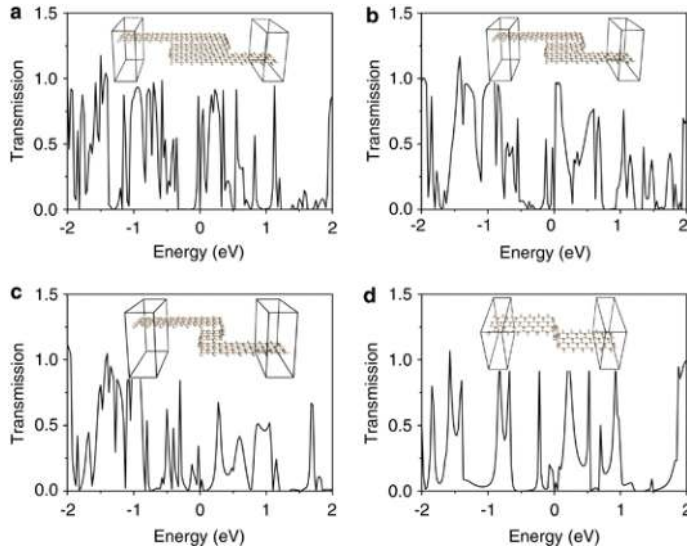 a
b
1.5
1.5
1.0
1.0
0.5
0.5
0.0
0.0
Transmission
Transmission
-2 -1 0 1 2
-2 -1 0 1 2
Energy (eV)
Energy (eV)
c
d
1.5
1.5
1.0
1.0
0.5
0.5
0.0
0.0
Transmission
Transmission
-2 -1 0 1 2
-2 -1 0 1 2
Energy (eV)
Energy (eV)